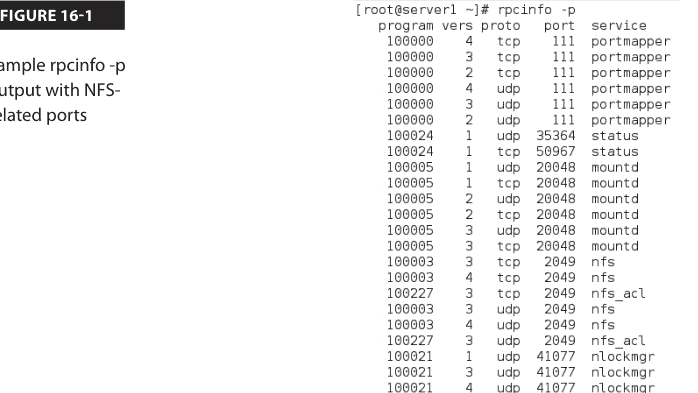 FIGURE 16-1
ample rpcinfo -p
utput with NFS-
elated ports
[root@server1 ~]# rpcinfo -p
program vers proto port service
100000 4 tcp 111 portmapper
100000 3 tcp 111 portmapper
100000 2 tcp 111 portmapper
100000 4 udp 111 portmapper
100000 3 udp 111 portmapper
100000 2 udp 111 portmapper
100024 1 udp 35364 status
100024 1 tcp 50967 status
100005 1 udp 20048 mountd
100005 1 tcp 20048 mountd
100005 2 udp 20048 mountd
100005 2 tcp 20048 mountd
100005 3 udp 20048 mountd
100005 3 tcp 20048 mountd
100003 3 tcp 2049 nfs
100003 4 tcp 2049 nfs
100227 3 tcp 2049 nfs_acl
100003 3 udp 2049 nfs
100003 4 udp 2049 nfs
100227 3 udp 2049 nfs_acl
100021 1 udp 41077 nlockmgr
100021 3 udp 41077 nlockmgr
100021 4 udp 41077 nlockmgr